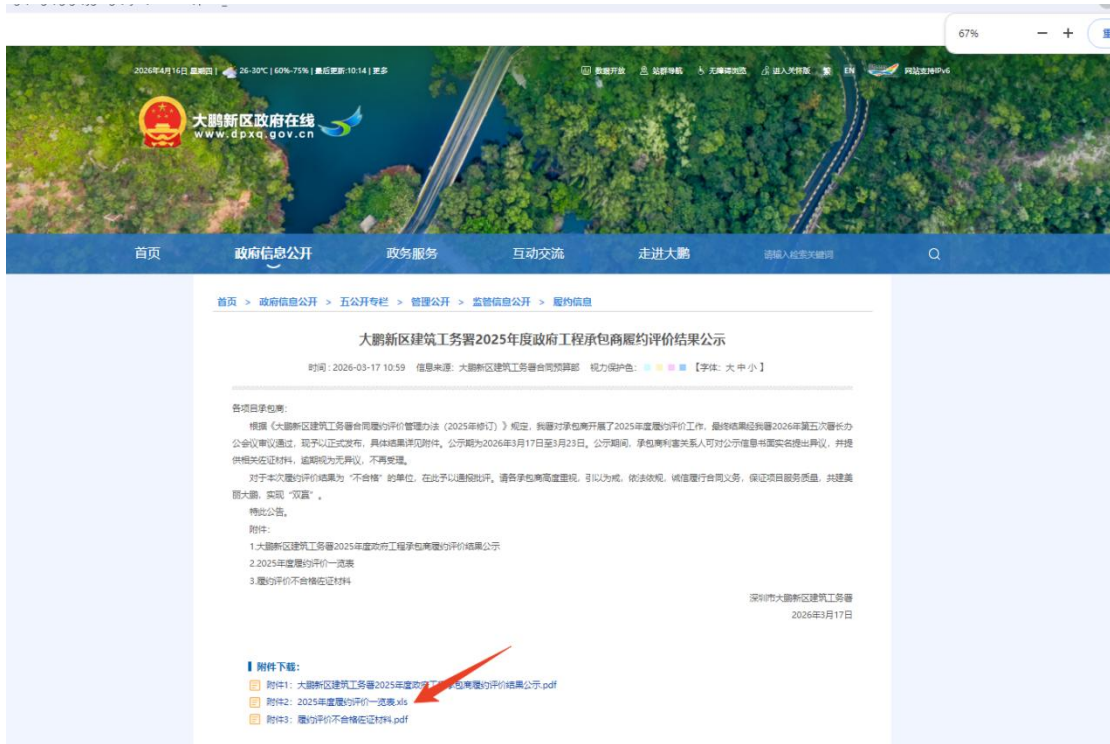 67%
2026年4月16日 星期四 | 26-30℃ | 60%-75% | 最后更新:10:14 | 更多
数据开放 站群导航 无障碍浏览 进入关怀版 繁 EN 网站支持IPv6
大鹏新区政府在线
www.dpxq.gov.cn
首页 政府信息公开 政务服务 互动交流 走进大鹏 请输入检索关键词
首页 > 政府信息公开 > 五公开专栏 > 管理公开 > 监管信息公开 > 履约信息
大鹏新区建筑工务署2025年度政府工程承包商履约评价结果公示
时间：2026-03-17 10:59 信息来源：大鹏新区建筑工务署合同预算部 视力保护色： 【字体：大 中 小 】
各项目承包商：
根据《大鹏新区建筑工务署合同履约评价管理办法（2025年修订）》规定，我署对承包商开展了2025年度履约评价工作，最终结果经我署2026年第五次署长办
公会议审议通过，现予以正式发布，具体结果详见附件。公示期为2026年3月17日至3月23日。公示期间，承包商利害关系人可对公示信息书面实名提出异议，并提
供相关佐证材料，逾期视为无异议，不再受理。
对于本次履约评价结果为“不合格”的单位，在此予以通报批评。请各承包商高度重视，引以为戒，依法依规，诚信履行合同义务，保证项目服务质量，共建美
丽大鹏，实现“双赢”。
特此公告。
附件：
1.大鹏新区建筑工务署2025年度政府工程承包商履约评价结果公示
2.2025年度履约评价一览表
3.履约评价不合格佐证材料
深圳市大鹏新区建筑工务署
2026年3月17日
附件下载：
附件1：大鹏新区建筑工务署2025年度政府工程承包商履约评价结果公示.pdf
附件2：2025年度履约评价一览表.xls
附件3：履约评价不合格佐证材料.pdf